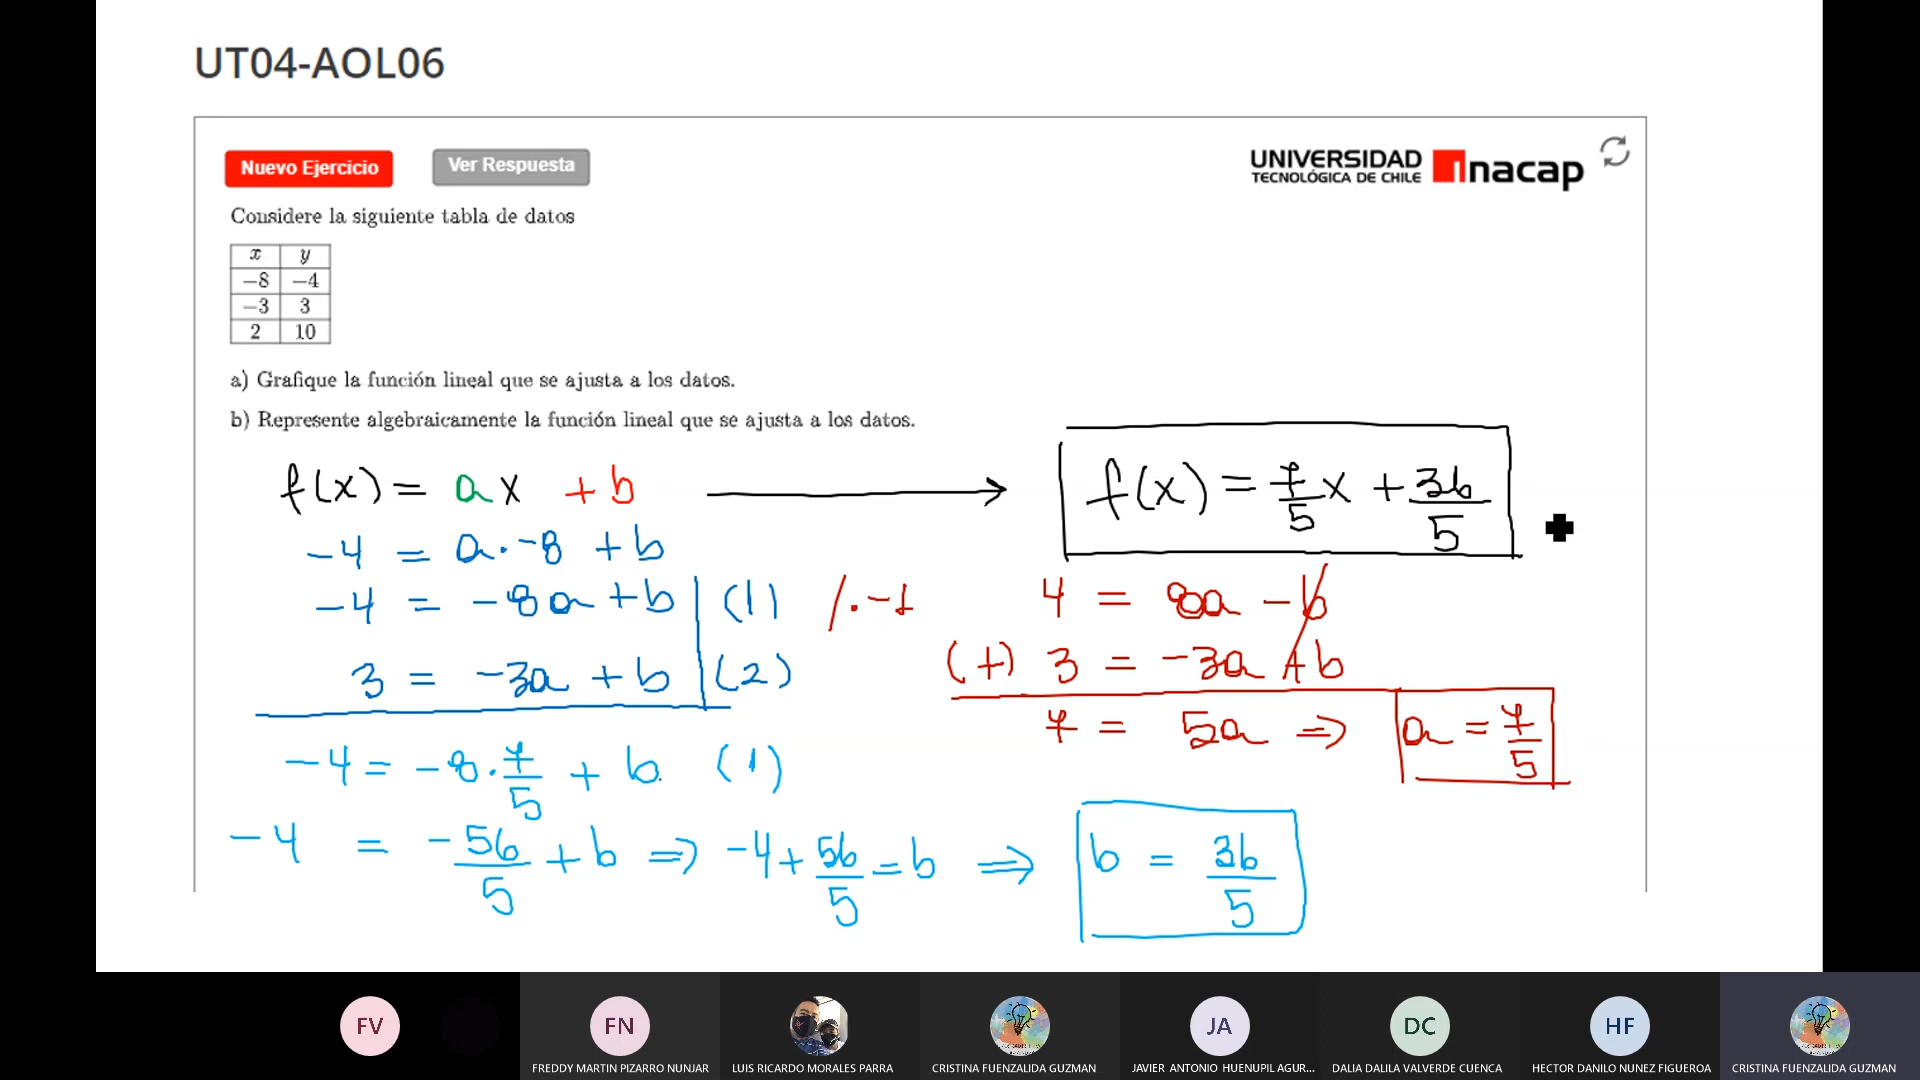 UT04-AOL06
Nuevo Ejercicio
Ver Respuesta
UNIVERSIDAD
TECNOLÓGICA DE CHILE
inacap
Considere la siguiente tabla de datos
x y
−8 −4
−3 3
2 10
a) Grafique la función lineal que se ajusta a los datos.
b) Represente algebraicamente la función lineal que se ajusta a los datos.
f(x) = ax + b → f(x) = 7/5 x + 36/5
-4 = a·-8 + b
-4 = -8a + b (1) /·-1
3 = -3a + b (2)
4 = 8a - b
(+) 3 = -3a + b
7 = 5a ⇒ a = 7/5
-4 = -8·7/5 + b (1)
-4 = -56/5 + b ⇒ -4 + 56/5 = b ⇒ b = 36/5
FV
FN
JA
DC
HF
FREDDY MARTIN PIZARRO NUNJAR
LUIS RICARDO MORALES PARRA
CRISTINA FUENZALIDA GUZMAN
JAVIER ANTONIO HUENUPIL AGUR...
DALIA DALILA VALVERDE CUENCA
HECTOR DANILO NUNEZ FIGUEROA
CRISTINA FUENZALIDA GUZMAN